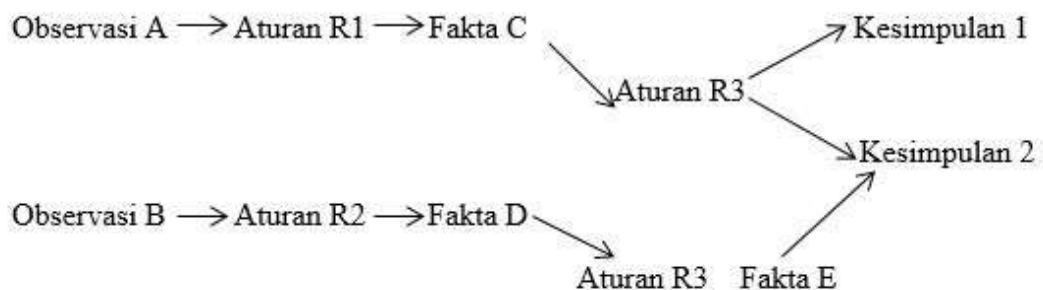 Observasi A Aturan R1 Fakta C Kesimpulan 1
Aturan R3
Kesimpulan 2
Observasi B Aturan R2 Fakta D
Aturan R3 Fakta E